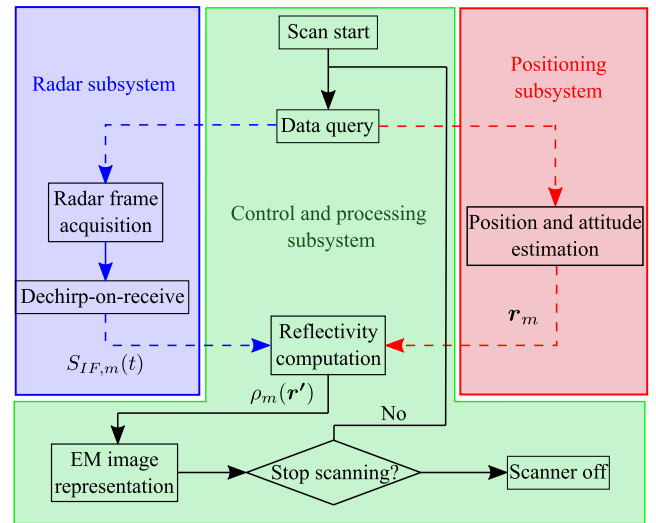 Scan start
Radar subsystem
Positioning
subsystem
Data query
Radar frame
acquisition
Control and processing
subsystem
Position and attitude
estimation
Dechirp-on-receive
Reflectivity
computation
r_m
S_{IF,m}(t)
ρ_m(r')
No
EM image
representation
Stop scanning?
Scanner off